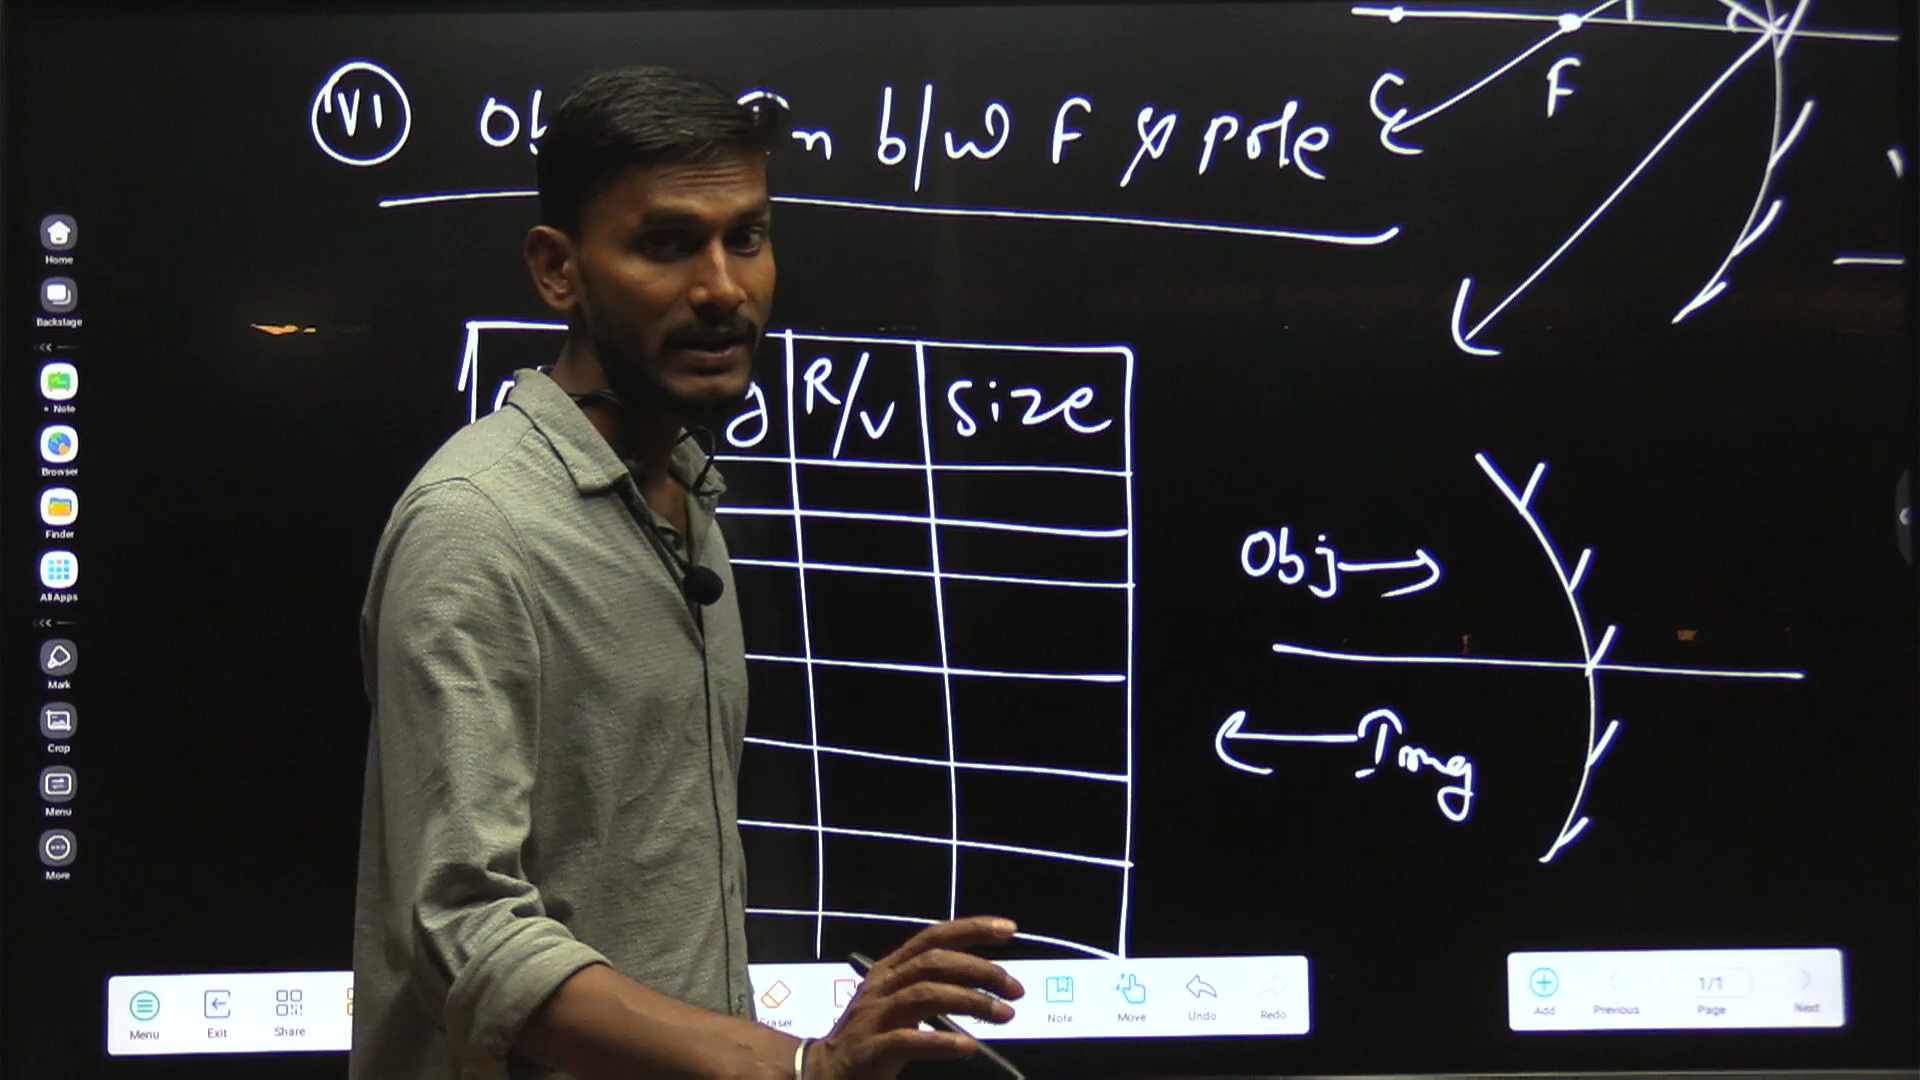 VI In b/w F & pole
C F
R/V Size
Obj →
← Img
Home
Backstage
Note
Browser
Finder
All Apps
Mark
Crop
Menu
More
Menu Exit Share Eraser Note Move Undo Redo
Add Previous 1/1 Page Next